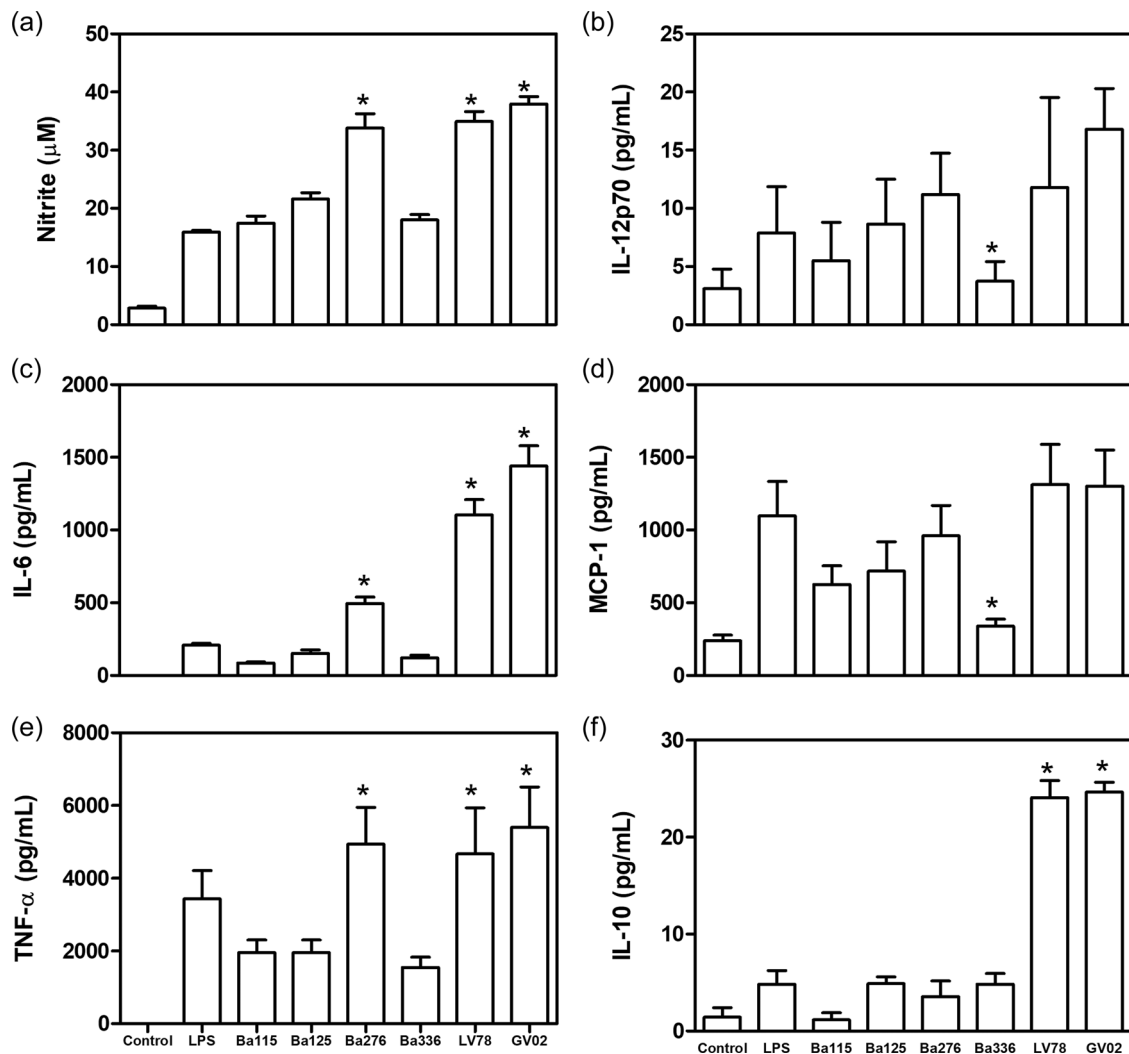 (a)
50
40
30
20
10
0
Nitrite (μM)
* * *
(b)
25
20
15
10
5
0
IL-12p70 (pg/mL)
*
(c)
2000
1500
1000
500
0
IL-6 (pg/mL)
* * *
(d)
2000
1500
1000
500
0
MCP-1 (pg/mL)
*
(e)
8000
6000
4000
2000
0
TNF-α (pg/mL)
* * *
Control LPS Ba115 Ba125 Ba276 Ba336 LV78 GV02
(f)
30
20
10
0
IL-10 (pg/mL)
* *
Control LPS Ba115 Ba125 Ba276 Ba336 LV78 GV02